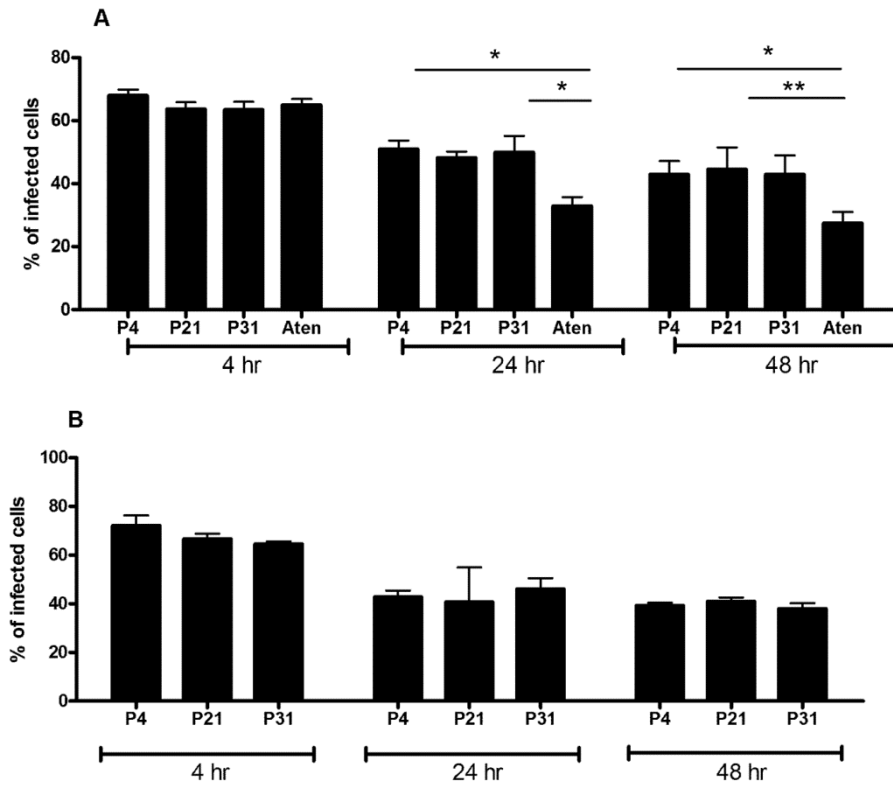 A
% of infected cells
80
60
40
20
0
* *
* **
P4 P21 P31 Aten P4 P21 P31 Aten P4 P21 P31 Aten
4 hr 24 hr 48 hr
B
% of infected cells
100
80
60
40
20
0
P4 P21 P31 P4 P21 P31 P4 P21 P31
4 hr 24 hr 48 hr